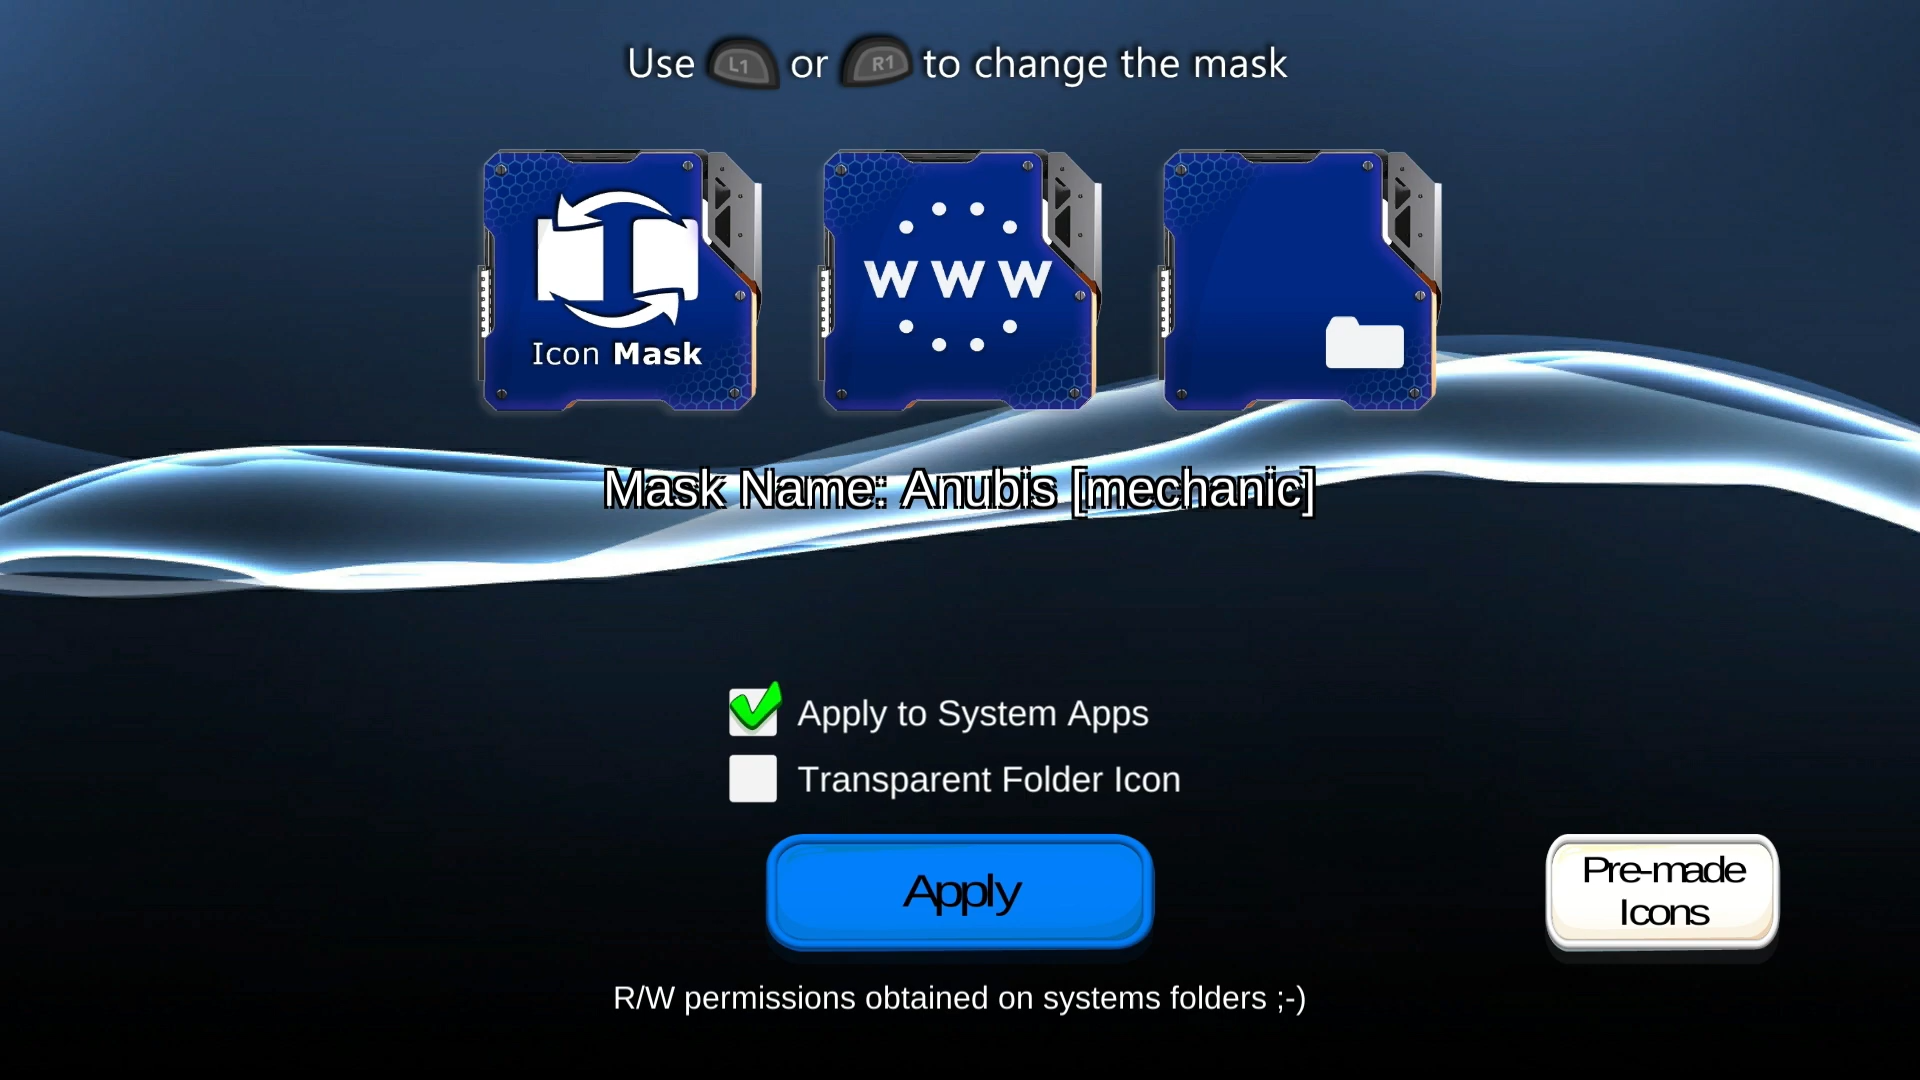 Use L1 or R1 to change the mask
Icon Mask
WWW
Mask Name: Anubis [mechanic]
Apply to System Apps
Transparent Folder Icon
Apply
Pre-made
Icons
R/W permissions obtained on systems folders ;-)